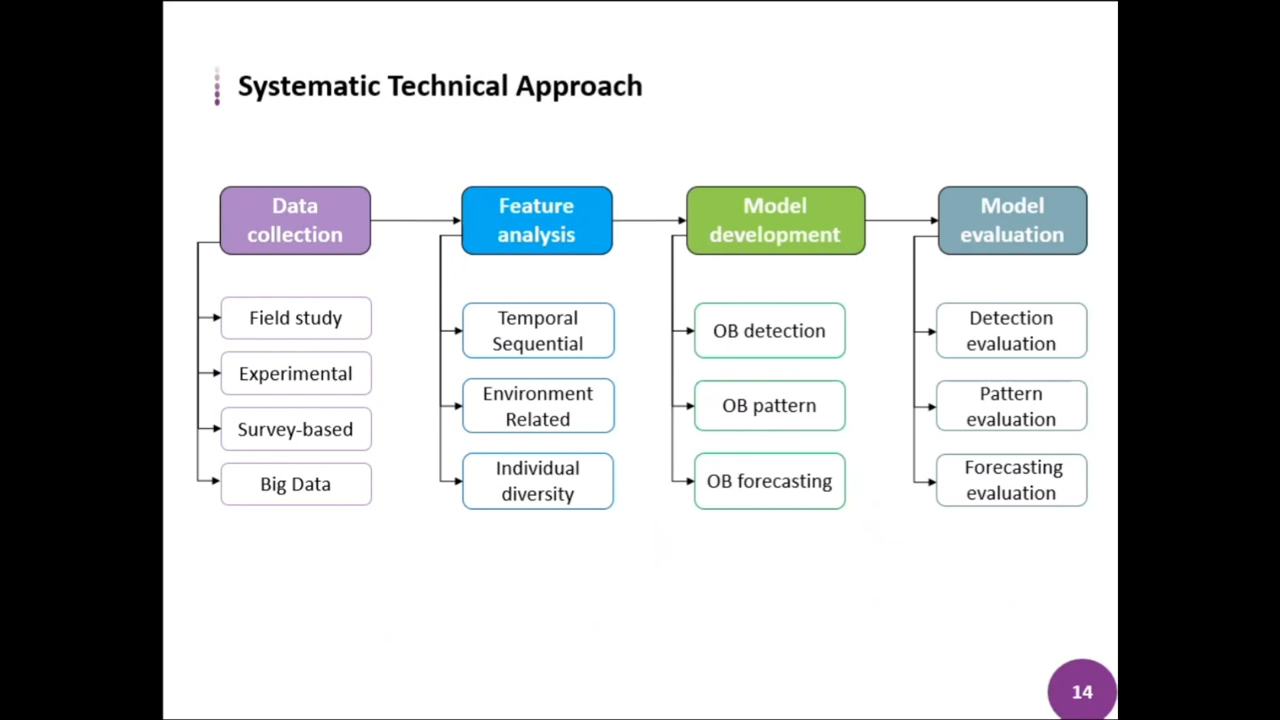 Systematic Technical Approach
Data
collection
Field study
Experimental
Survey-based
Big Data
Feature
analysis
Temporal
Sequential
Environment
Related
Individual
diversity
Model
development
OB detection
OB pattern
OB forecasting
Model
evaluation
Detection
evaluation
Pattern
evaluation
Forecasting
evaluation
14